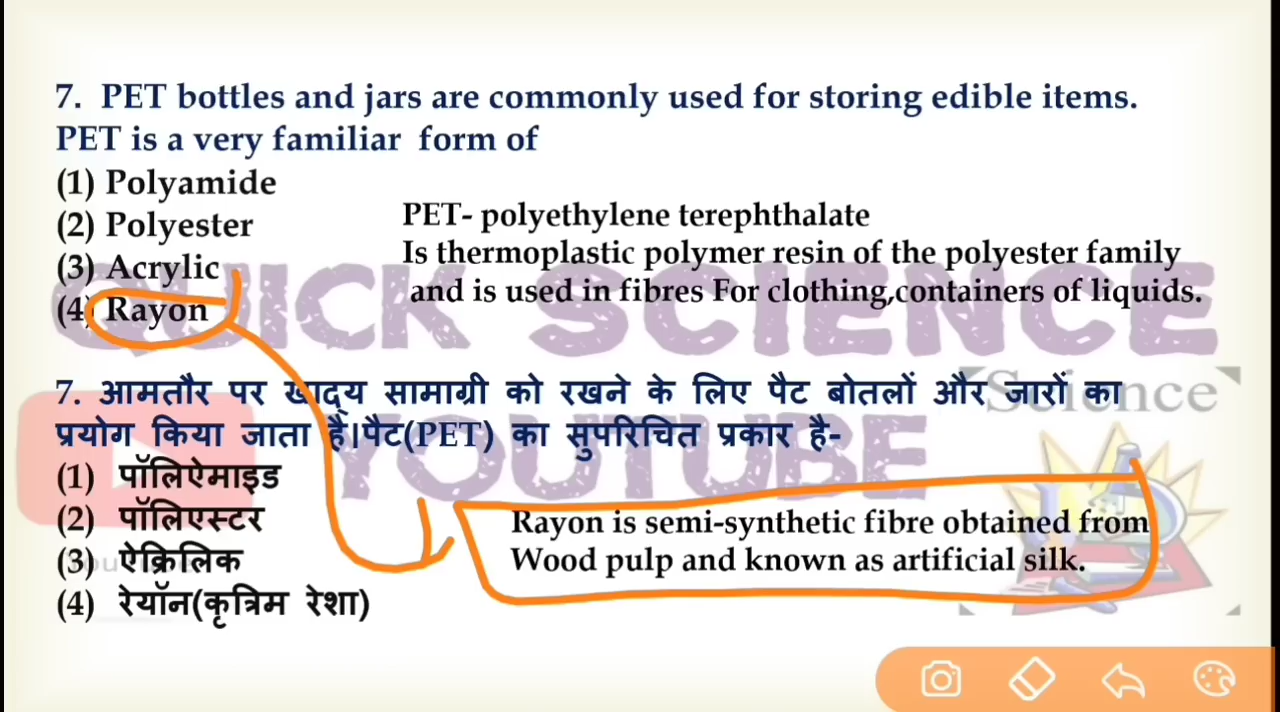 7. PET bottles and jars are commonly used for storing edible items.
PET is a very familiar form of
(1) Polyamide
(2) Polyester
(3) Acrylic
(4) Rayon
PET- polyethylene terephthalate
Is thermoplastic polymer resin of the polyester family
and is used in fibres For clothing,containers of liquids.
QUICK SCIENCE
YOUTUBE
Science
7. आमतौर पर खाद्य सामाग्री को रखने के लिए पैट बोतलों और जारों का
प्रयोग किया जाता है।पैट(PET) का सुपरिचित प्रकार है-
(1) पॉलिऐमाइड
(2) पॉलिएस्टर
(3) ऐक्रिलिक
(4) रेयॉन(कृत्रिम रेशा)
Rayon is semi-synthetic fibre obtained from
Wood pulp and known as artificial silk.